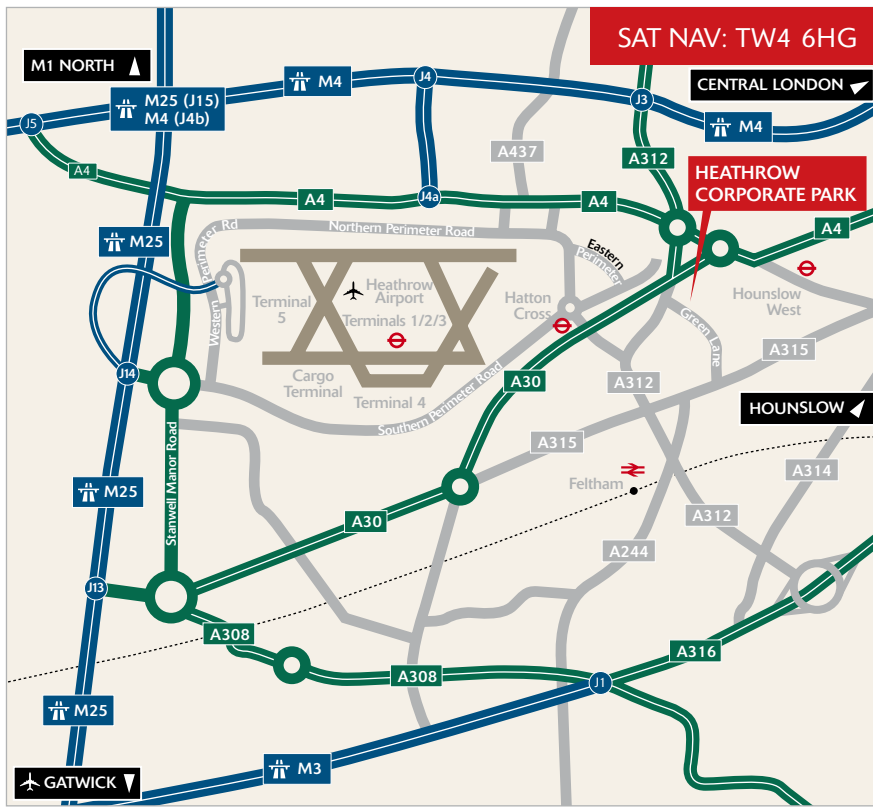 SAT NAV: TW4 6HG
M1 NORTH
CENTRAL LONDON
M4
J4
J3
M25 (J15)
M4 (J4b)
J5
M4
A437
A312
A4
HEATHROW
CORPORATE PARK
A4
J4a
A4
A4
Northern Perimeter Road
Western Perimeter Rd
M25
Eastern
Perimeter
Heathrow
Airport
Terminal
5
Terminals 1/2/3
Hatton
Cross
Hounslow
West
Green Lane
A315
J14
Cargo
Terminal
Terminal 4
A30
A312
Southern Perimeter Road
HOUNSLOW
A315
Stanwell Manor Road
Feltham
A314
M25
A30
A312
A244
J13
A308
A316
A308
J1
M25
M3
GATWICK